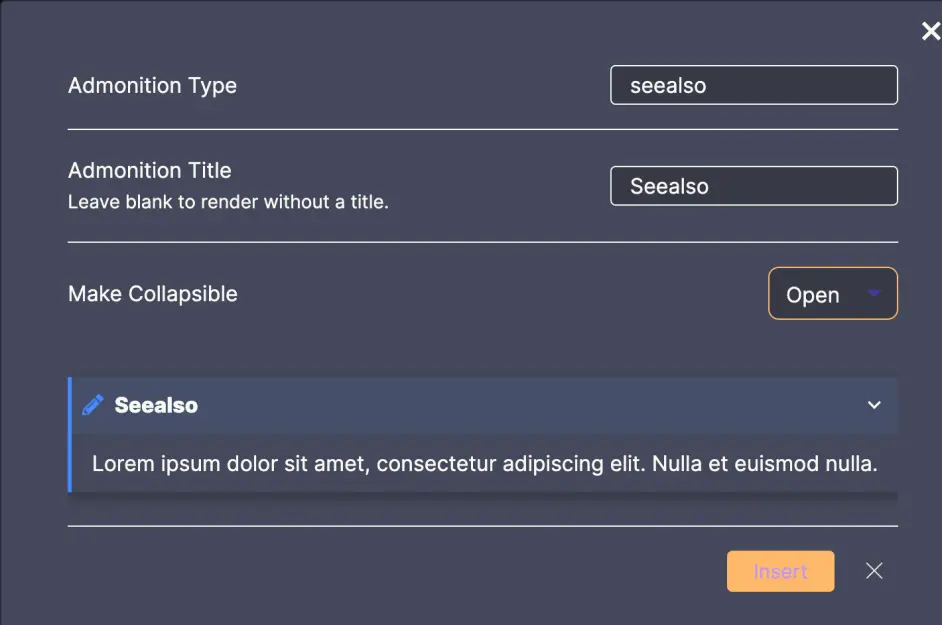 Admonition Type
seealso
Admonition Title
Leave blank to render without a title.
Seealso
Make Collapsible
Open
Seealso
Lorem ipsum dolor sit amet, consectetur adipiscing elit. Nulla et euismod nulla.
Insert